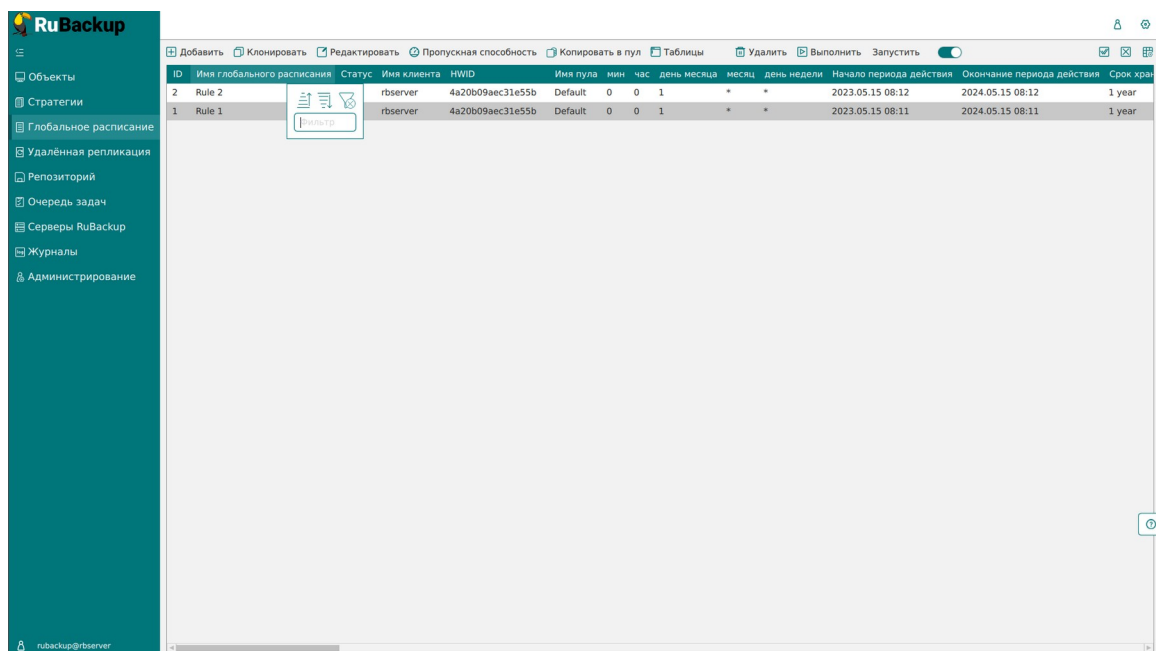 RuBackup
Добавить Клонировать Редактировать Пропускная способность Копировать в пул Таблицы Удалить Выполнить Запустить
Объекты
Стратегии
Глобальное расписание
Удалённая репликация
Репозиторий
Очередь задач
Серверы RuBackup
Журналы
Администрирование
ID Имя глобального расписания Статус Имя клиента HWID Имя пула мин час день месяца месяц день недели Начало периода действия Окончание периода действия Срок хран
2 Rule 2 rbserver 4a20b09aec31e55b Default 0 0 1 * * 2023.05.15 08:12 2024.05.15 08:12 1 year
1 Rule 1 rbserver 4a20b09aec31e55b Default 0 0 1 * * 2023.05.15 08:11 2024.05.15 08:11 1 year
Фильтр
rubackup@rbserver